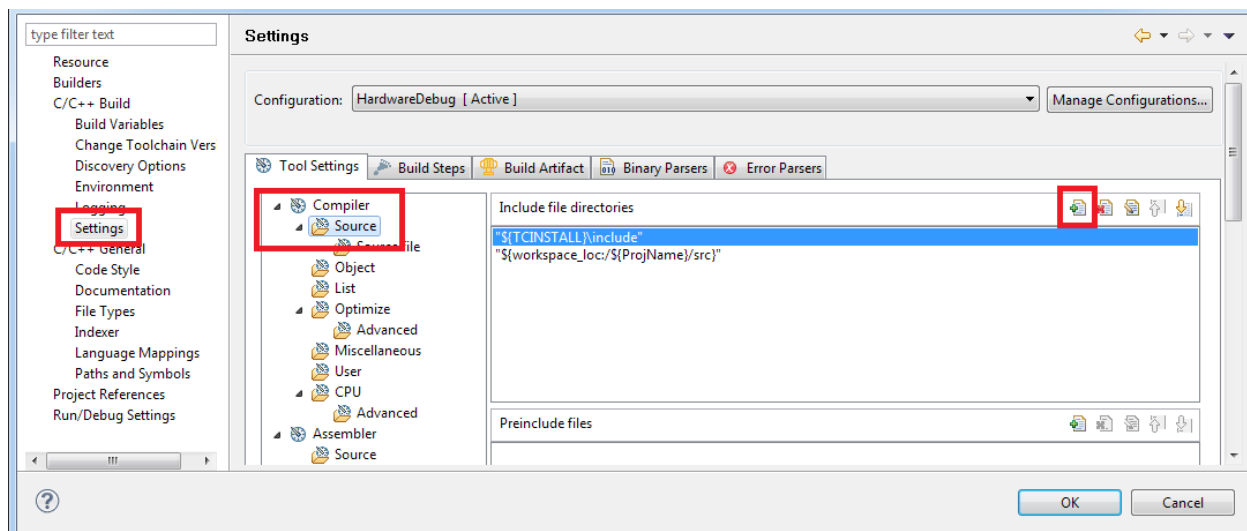 type filter text
Resource
Builders
C/C++ Build
Build Variables
Change Toolchain Vers
Discovery Options
Environment
Logging
Settings
C/C++ General
Code Style
Documentation
File Types
Indexer
Language Mappings
Paths and Symbols
Project References
Run/Debug Settings
Settings
Configuration: HardwareDebug [ Active ] Manage Configurations...
Tool Settings Build Steps Build Artifact Binary Parsers Error Parsers
Compiler
Source
Source file
Object
List
Optimize
Advanced
Miscellaneous
User
CPU
Advanced
Assembler
Source
Include file directories
"${TCINSTALL}\include"
"${workspace_loc:/${ProjName}/src}"
Preinclude files
OK Cancel